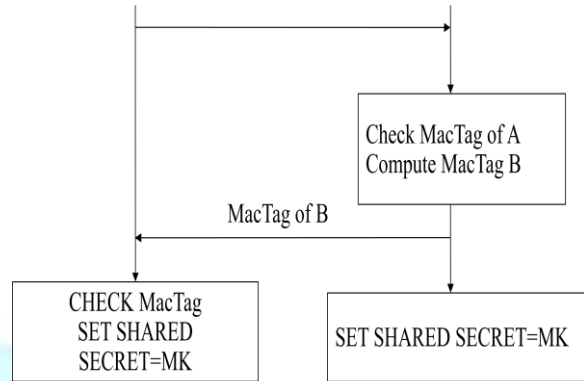 Check MacTag of A
Compute MacTag B
MacTag of B
CHECK MacTag
SET SHARED
SECRET=MK
SET SHARED SECRET=MK